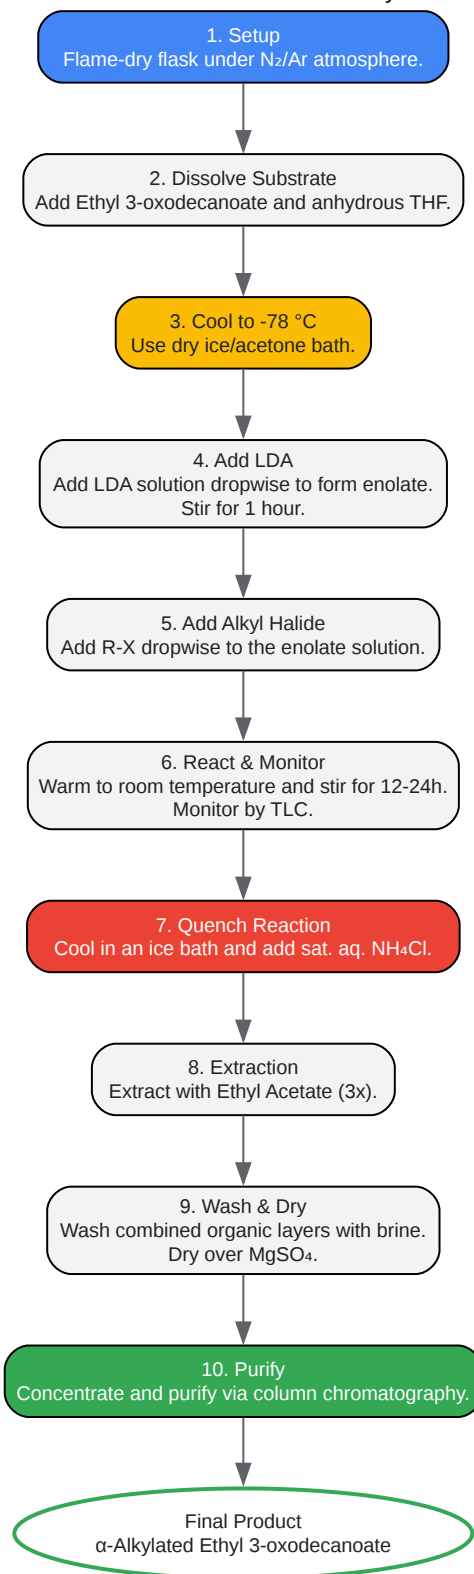 1. Setup
Flame-dry flask under N₂/Ar atmosphere.
2. Dissolve Substrate
Add Ethyl 3-oxodecanoate and anhydrous THF.
3. Cool to -78 °C
Use dry ice/acetone bath.
4. Add LDA
Add LDA solution dropwise to form enolate.
Stir for 1 hour.
5. Add Alkyl Halide
Add R-X dropwise to the enolate solution.
6. React & Monitor
Warm to room temperature and stir for 12-24h.
Monitor by TLC.
7. Quench Reaction
Cool in an ice bath and add sat. aq. NH₄Cl.
8. Extraction
Extract with Ethyl Acetate (3x).
9. Wash & Dry
Wash combined organic layers with brine.
Dry over MgSO₄.
10. Purify
Concentrate and purify via column chromatography.
Final Product
α-Alkylated Ethyl 3-oxodecanoate